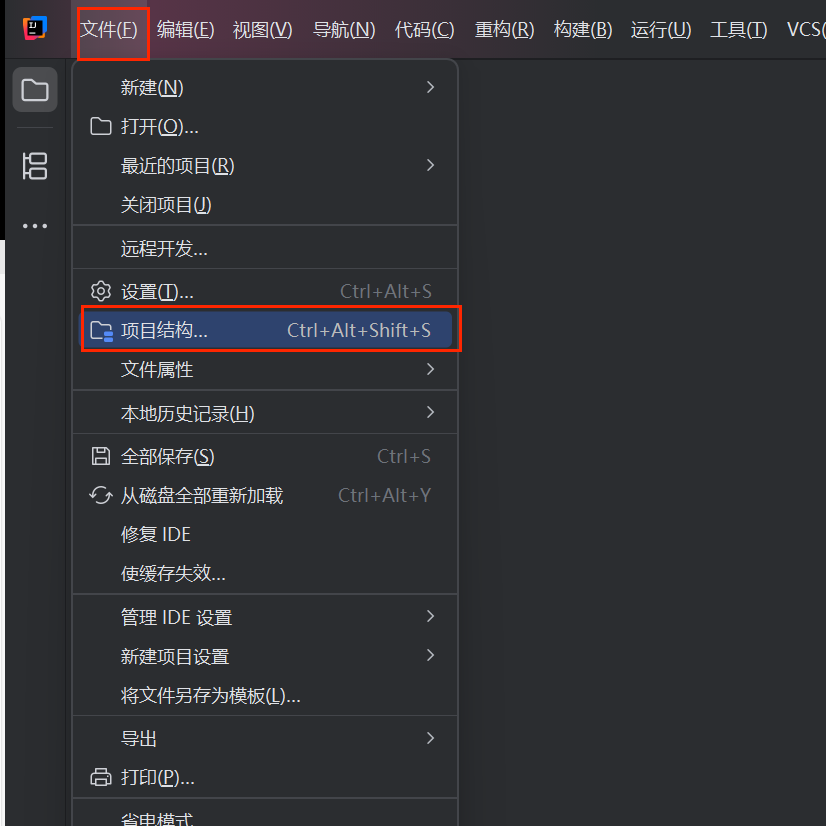 文件(F) 编辑(E) 视图(V) 导航(N) 代码(C) 重构(R) 构建(B) 运行(U) 工具(T) VCS(
新建(N)
打开(O)...
最近的项目(R)
关闭项目(J)
远程开发...
设置(T)... Ctrl+Alt+S
项目结构... Ctrl+Alt+Shift+S
文件属性
本地历史记录(H)
全部保存(S) Ctrl+S
从磁盘全部重新加载 Ctrl+Alt+Y
修复 IDE
使缓存失效...
管理 IDE 设置
新建项目设置
将文件另存为模板(L)...
导出
打印(P)...
省电模式